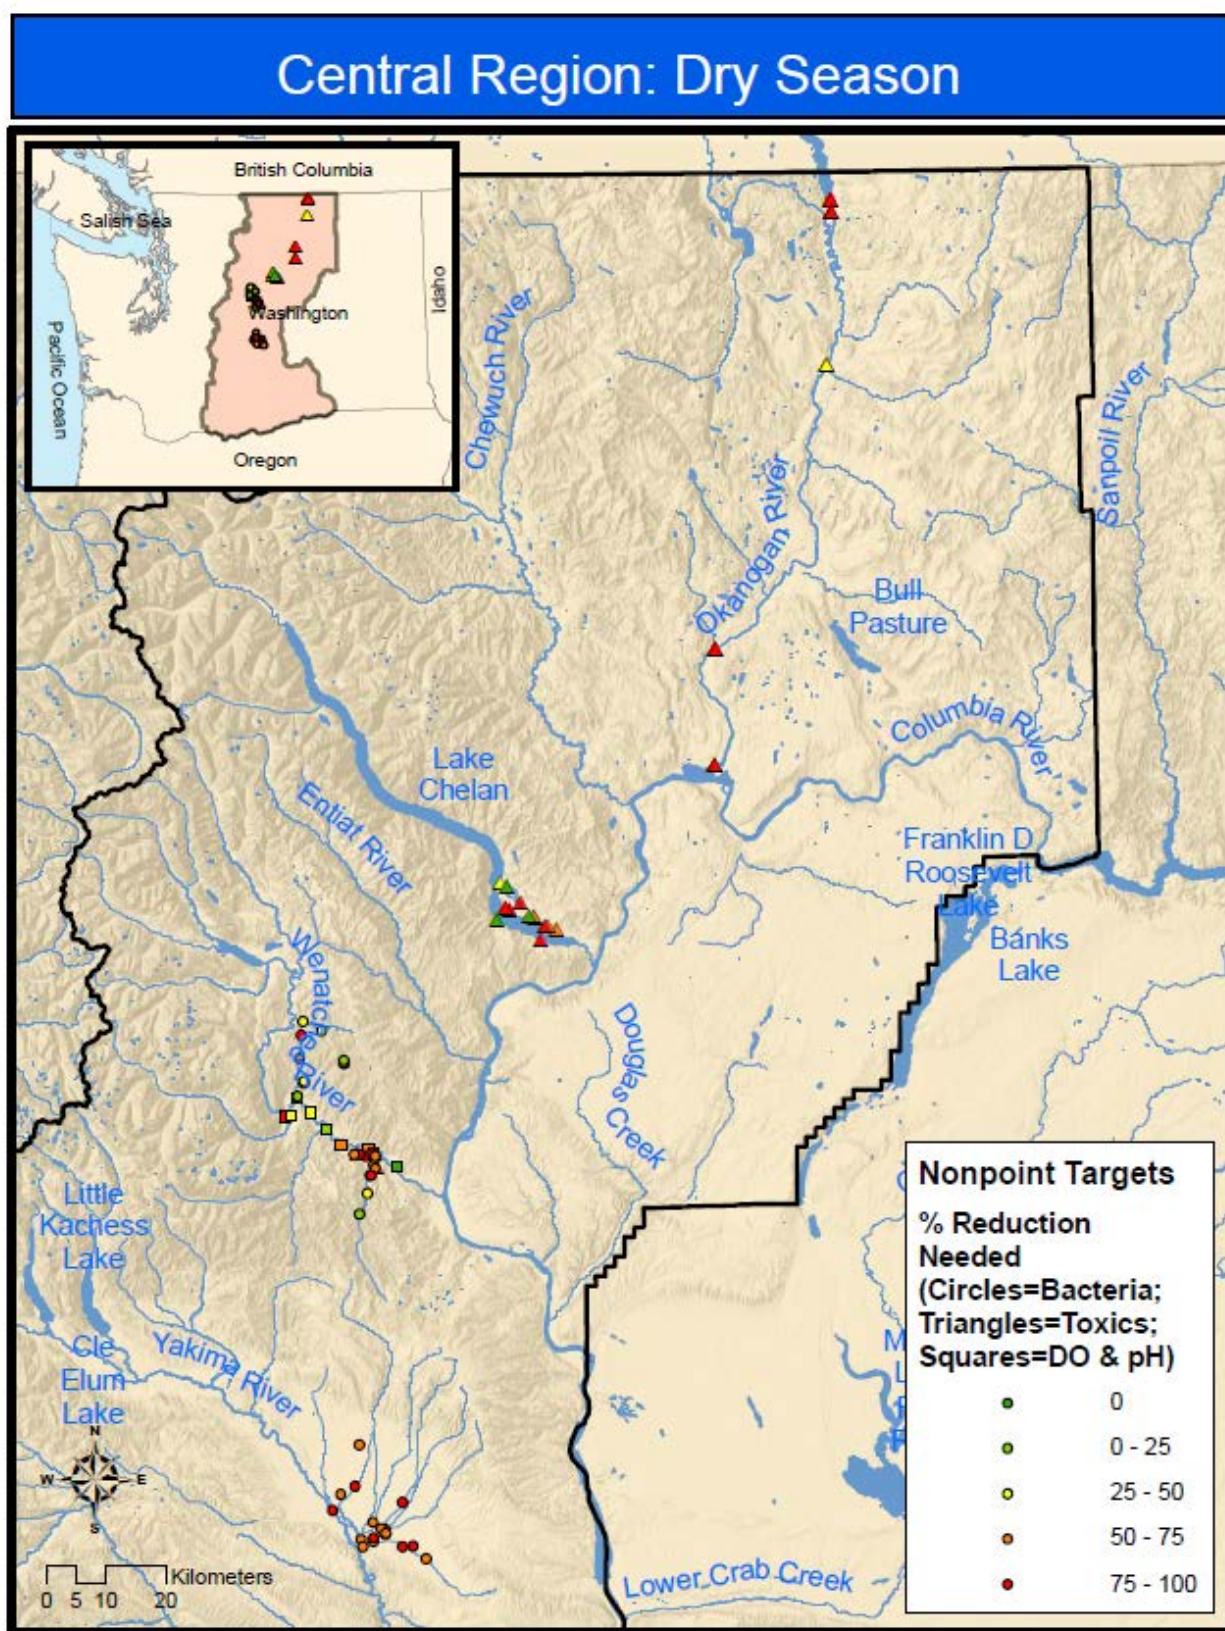 Central Region: Dry Season
British Columbia
Salish Sea
Idaho
Washington
Pacific Ocean
Oregon
Chewuch River
Sanpoil River
Okanogan River
Bull
Pasture
Columbia River
Lake
Chelan
Entiat River
Franklin D
Roosevelt
Lake
Banks
Lake
Wenatchee River
Douglas Creek
Little
Kachess
Lake
Cle
Elum
Lake
Yakima River
Lower Crab Creek
N
W
E
S
Kilometers
0 5 10 20
Nonpoint Targets
% Reduction
Needed
(Circles=Bacteria;
Triangles=Toxics;
Squares=DO & pH)
0
0 - 25
25 - 50
50 - 75
75 - 100